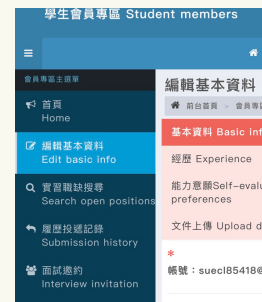 學生會員專區 Student members
會員專區主選單
首頁
Home
編輯基本資料
Edit basic info
實習職缺搜尋
Search open positions
履歷投遞記錄
Submission history
面試邀約
Interview invitation
編輯基本資料
前台首頁 > 會員專
基本資料 Basic inf
經歷 Experience
能力意願Self-evalu
preferences
文件上傳 Upload d
*
帳號：suecl85418@